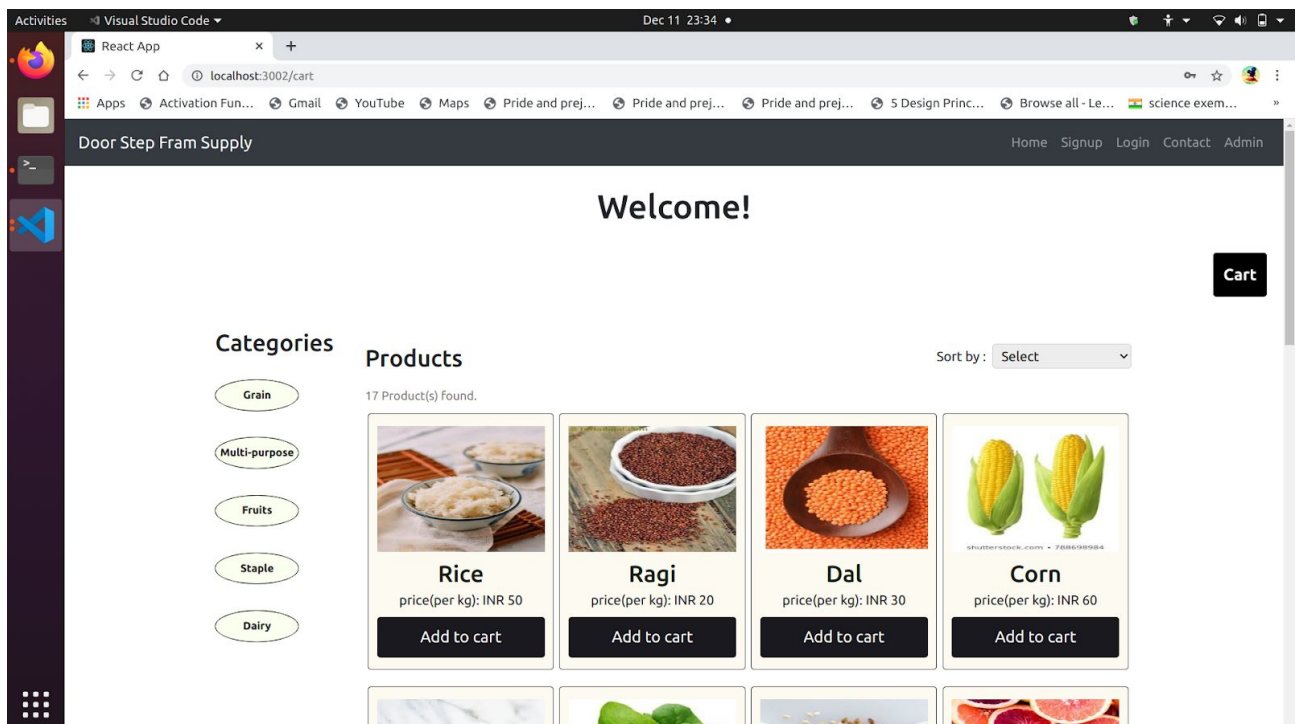 Activities Visual Studio Code Dec 11 23:34
React App
localhost:3002/cart
Apps Activation Fun... Gmail YouTube Maps Pride and prej... Pride and prej... Pride and prej... 5 Design Princ... Browse all - Le... science exem... »
Door Step Fram Supply Home Signup Login Contact Admin
Welcome!
Cart
Categories
Grain
Multi-purpose
Fruits
Staple
Dairy
Products
Sort by : Select
17 Product(s) found.
shutterstock.com • 788698984
Rice Ragi Dal Corn
price(per kg): INR 50 price(per kg): INR 20 price(per kg): INR 30 price(per kg): INR 60
Add to cart Add to cart Add to cart Add to cart